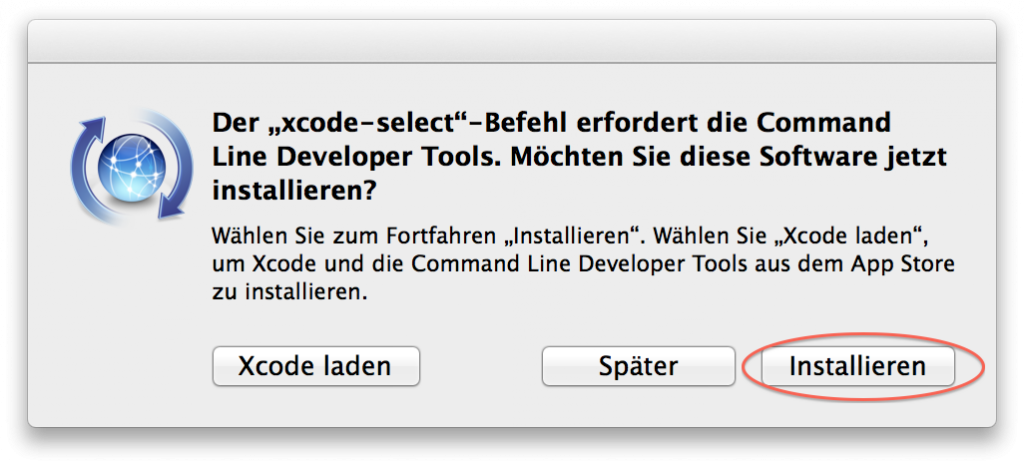 Der „xcode-select“-Befehl erfordert die Command
Line Developer Tools. Möchten Sie diese Software jetzt
installieren?
Wählen Sie zum Fortfahren „Installieren“. Wählen Sie „Xcode laden“,
um Xcode und die Command Line Developer Tools aus dem App Store
zu installieren.
Xcode laden
Später
Installieren